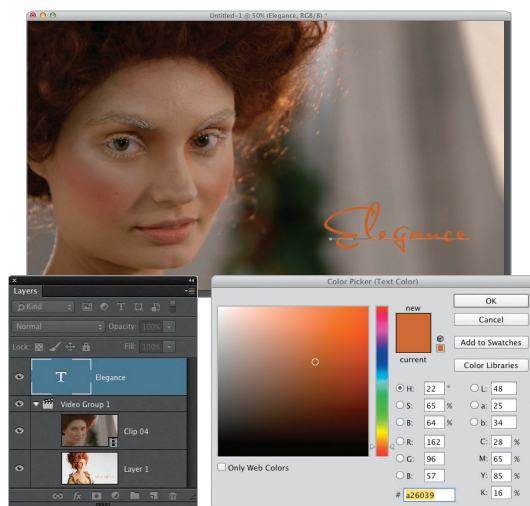 Untitled-1 @ 50% (Elegance, RGB/8) *
Elegance
Layers
Kind
T
Normal
Opacity: 100%
Lock:
Fill: 100%
T
Elegance
Video Group 1
Clip 04
Layer 1
fx
Color Picker (Text Color)
new
current
OK
Cancel
Add to Swatches
Color Libraries
H: 22 °
S: 65 %
B: 64 %
R: 162
G: 96
B: 57
# a26039
L: 48
a: 25
b: 34
C: 28 %
M: 65 %
Y: 85 %
K: 16 %
Only Web Colors